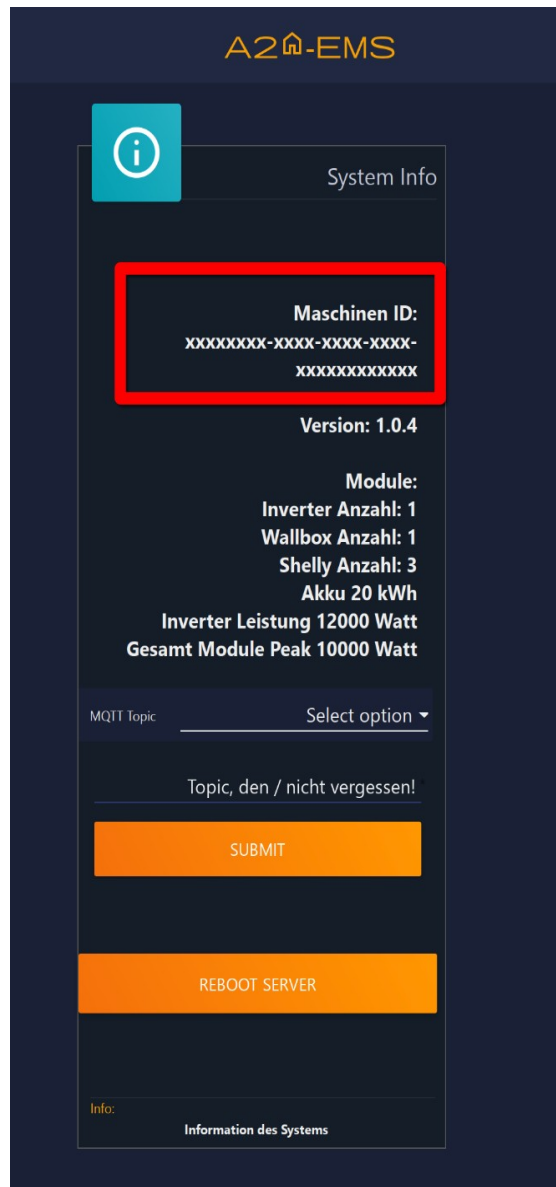 A2-EMS
System Info
Maschinen ID:
xxxxxxxx-xxxx-xxxx-xxxx-
xxxxxxxxxxxx
Version: 1.0.4
Module:
Inverter Anzahl: 1
Wallbox Anzahl: 1
Shelly Anzahl: 3
Akku 20 kWh
Inverter Leistung 12000 Watt
Gesamt Module Peak 10000 Watt
MQTT Topic
Select option
Topic, den / nicht vergessen!
SUBMIT
REBOOT SERVER
Info:
Information des Systems